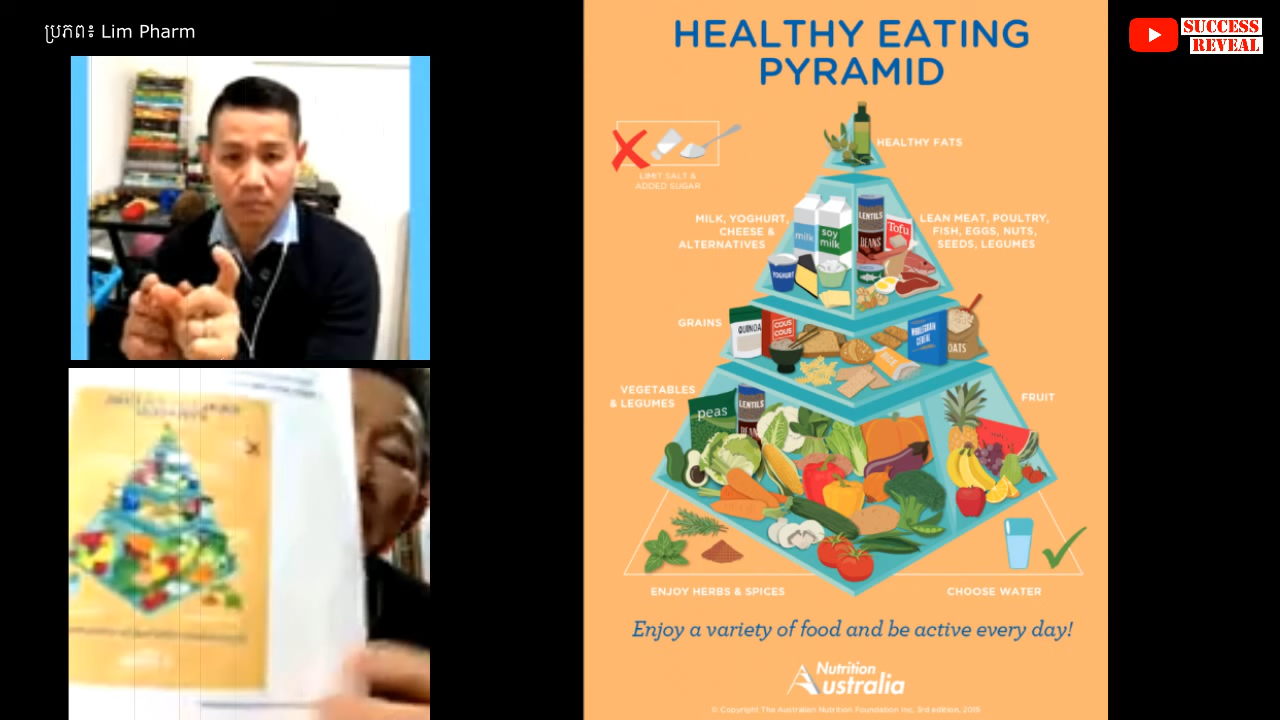 ប្រភព៖ Lim Pharm
SUCCESS
REVEAL
HEALTHY EATING
PYRAMID
HEALTHY FATS
LIMIT SALT &
ADDED SUGAR
MILK, YOGHURT,
CHEESE &
ALTERNATIVES
LEAN MEAT, POULTRY,
FISH, EGGS, NUTS,
SEEDS, LEGUMES
milk
soy
milk
LENTILS
BEANS
Tofu
YOGHURT
GRAINS
QUINOA
COUS
COUS
RICE
WHOLEGRAIN
CEREAL
OATS
VEGETABLES
& LEGUMES
FRUIT
peas
LENTILS
ENJOY HERBS & SPICES
CHOOSE WATER
Enjoy a variety of food and be active every day!
Nutrition
Australia
© Copyright The Australian Nutrition Foundation Inc. 3rd edition, 2015